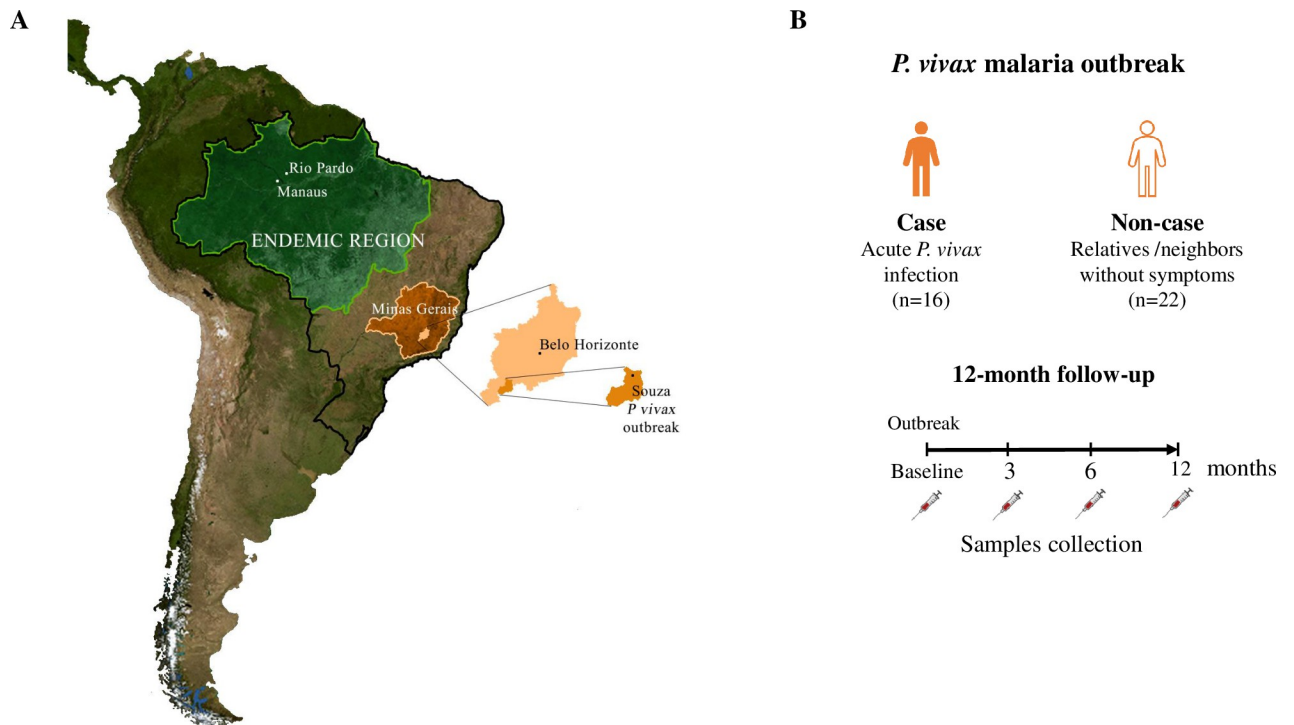 A
Rio Pardo
Manaus
ENDEMIC REGION
Minas Gerais
Belo Horizonte
Souza
P vivax
outbreak
B
P. vivax malaria outbreak
Case
Acute P. vivax
infection
(n=16)
Non-case
Relatives /neighbors
without symptoms
(n=22)
12-month follow-up
Outbreak
Baseline 3 6 12 months
Samples collection